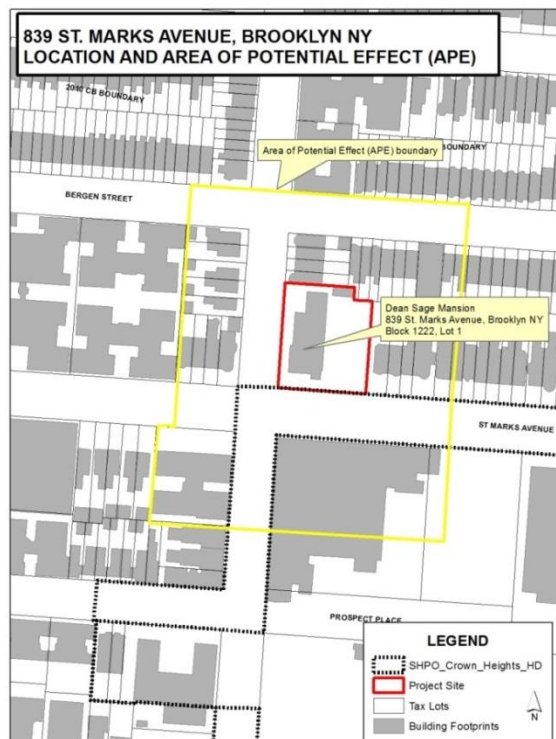 839 ST. MARKS AVENUE, BROOKLYN NY
LOCATION AND AREA OF POTENTIAL EFFECT (APE)
2010 CB BOUNDARY
Area of Potential Effect (APE) boundary
BOUNDARY
BERGEN STREET
Dean Sage Mansion
839 St. Marks Avenue, Brooklyn NY
Block 1222, Lot 1
ST MARKS AVENUE
PROSPECT PLACE
LEGEND
SHPO_Crown_Heights_HD
Project Site
Tax Lots
Building Footprints
N